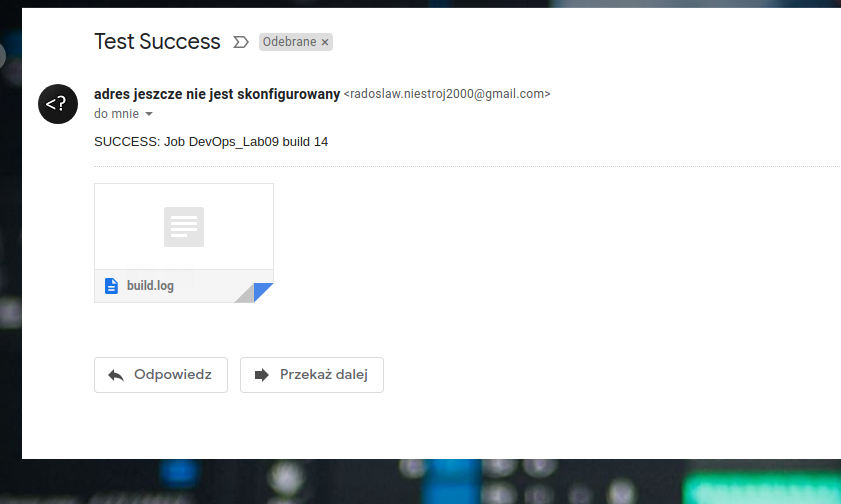 Test Success Odebrane ×
<?
adres jeszcze nie jest skonfigurowany <radoslaw.niestroj2000@gmail.com>
do mnie
SUCCESS: Job DevOps_Lab09 build 14
build.log
Odpowiedz Przekaż dalej